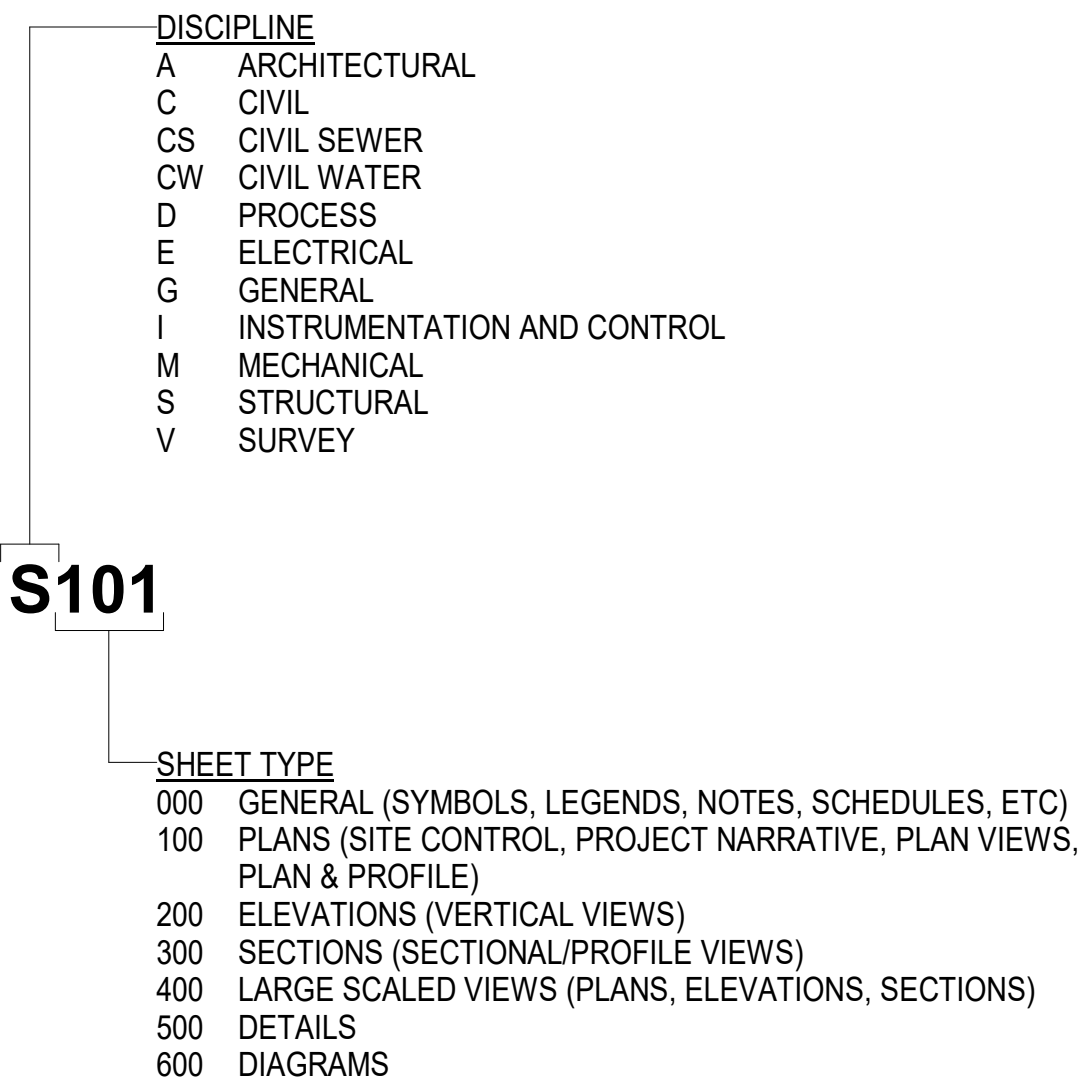 DISCIPLINE
A ARCHITECTURAL
C CIVIL
CS CIVIL SEWER
CW CIVIL WATER
D PROCESS
E ELECTRICAL
G GENERAL
I INSTRUMENTATION AND CONTROL
M MECHANICAL
S STRUCTURAL
V SURVEY
S101
SHEET TYPE
000 GENERAL (SYMBOLS, LEGENDS, NOTES, SCHEDULES, ETC)
100 PLANS (SITE CONTROL, PROJECT NARRATIVE, PLAN VIEWS,
PLAN & PROFILE)
200 ELEVATIONS (VERTICAL VIEWS)
300 SECTIONS (SECTIONAL/PROFILE VIEWS)
400 LARGE SCALED VIEWS (PLANS, ELEVATIONS, SECTIONS)
500 DETAILS
600 DIAGRAMS